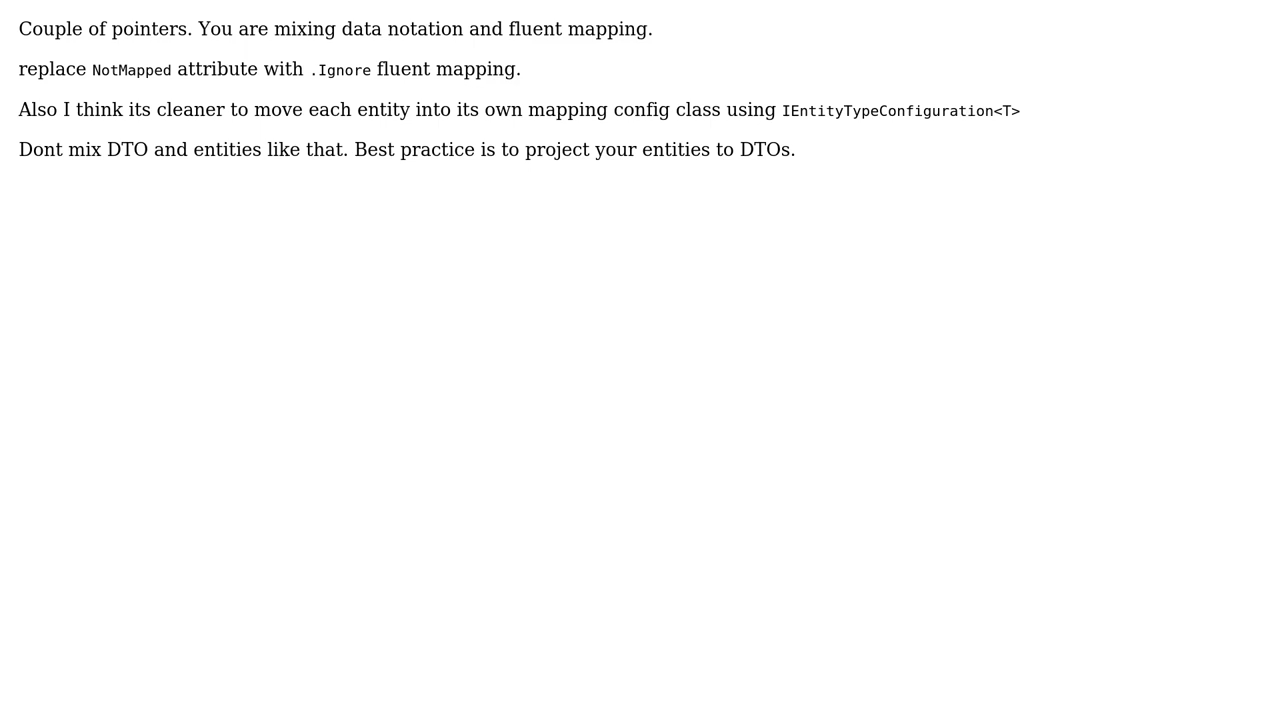 Couple of pointers. You are mixing data notation and fluent mapping.
replace NotMapped attribute with .Ignore fluent mapping.
Also I think its cleaner to move each entity into its own mapping config class using IEntityTypeConfiguration<T>
Dont mix DTO and entities like that. Best practice is to project your entities to DTOs.